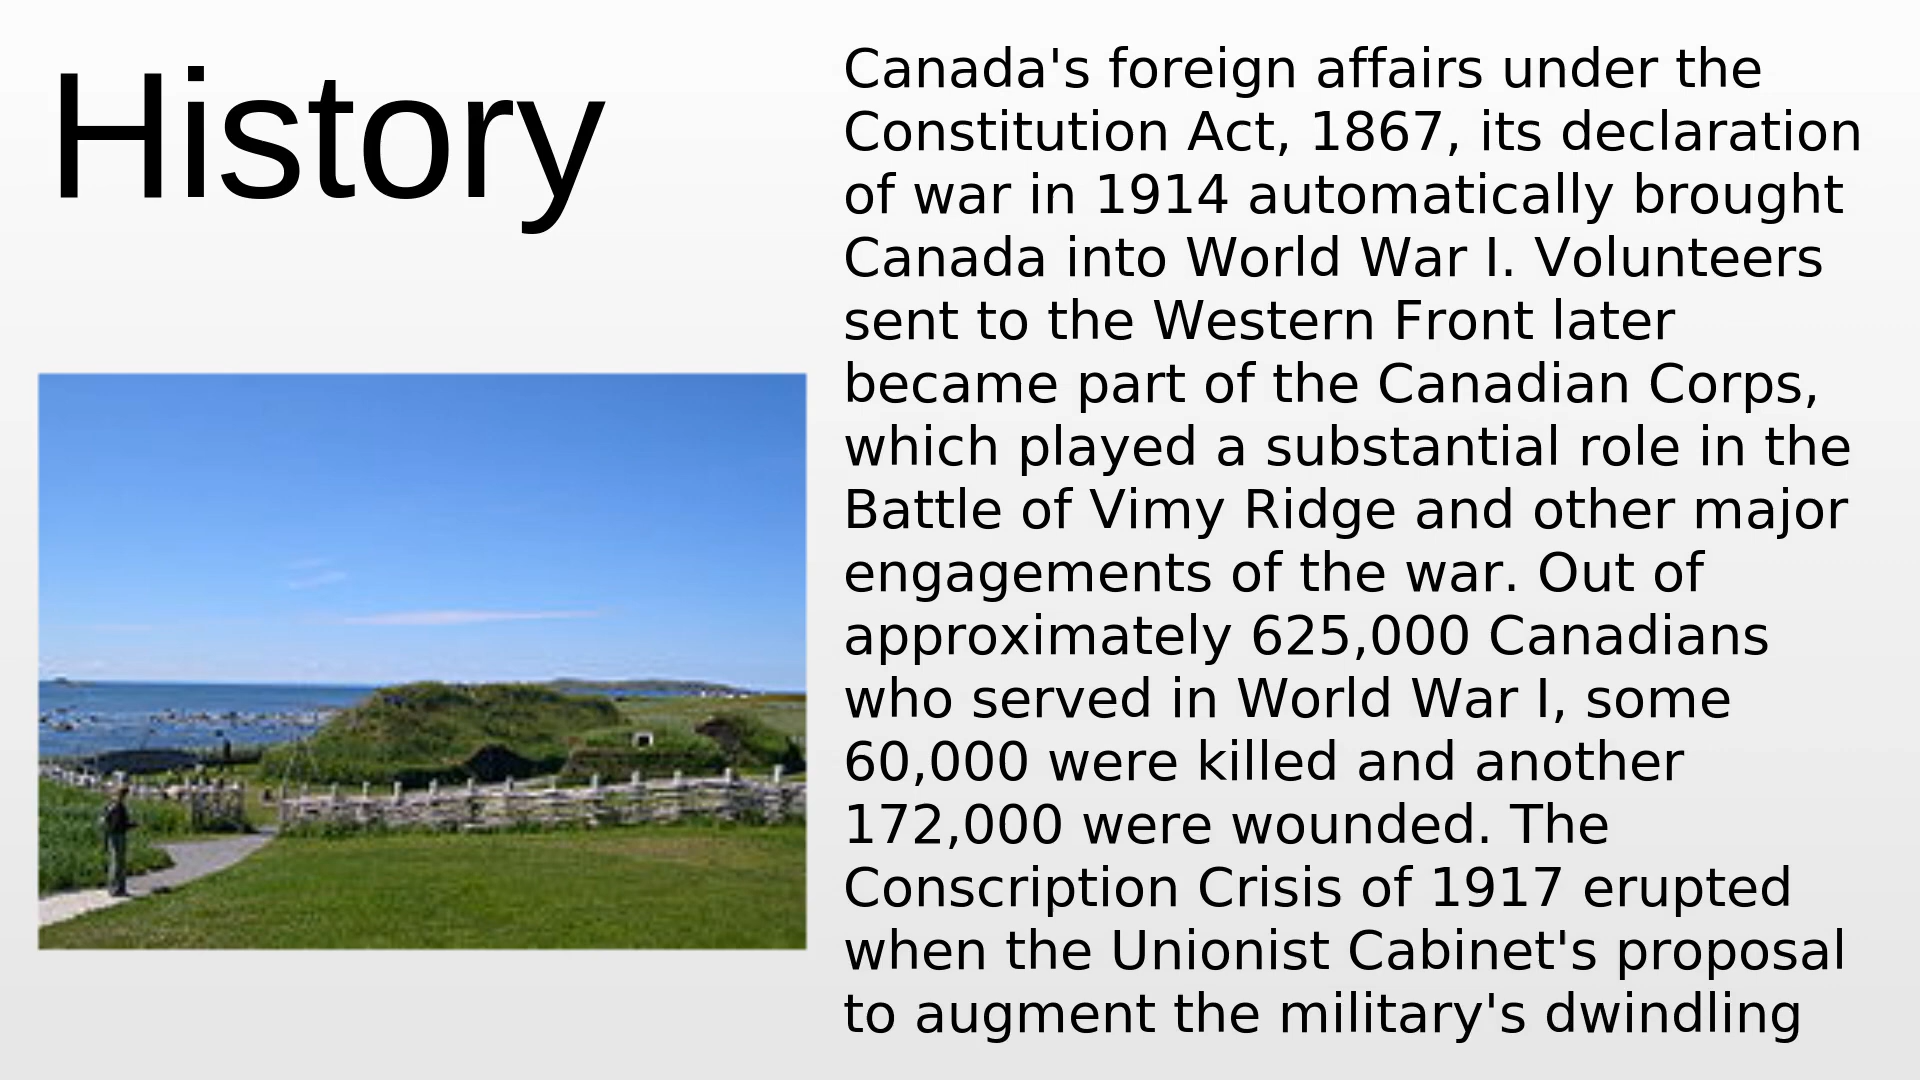 History
Canada's foreign affairs under the
Constitution Act, 1867, its declaration
of war in 1914 automatically brought
Canada into World War I. Volunteers
sent to the Western Front later
became part of the Canadian Corps,
which played a substantial role in the
Battle of Vimy Ridge and other major
engagements of the war. Out of
approximately 625,000 Canadians
who served in World War I, some
60,000 were killed and another
172,000 were wounded. The
Conscription Crisis of 1917 erupted
when the Unionist Cabinet's proposal
to augment the military's dwindling